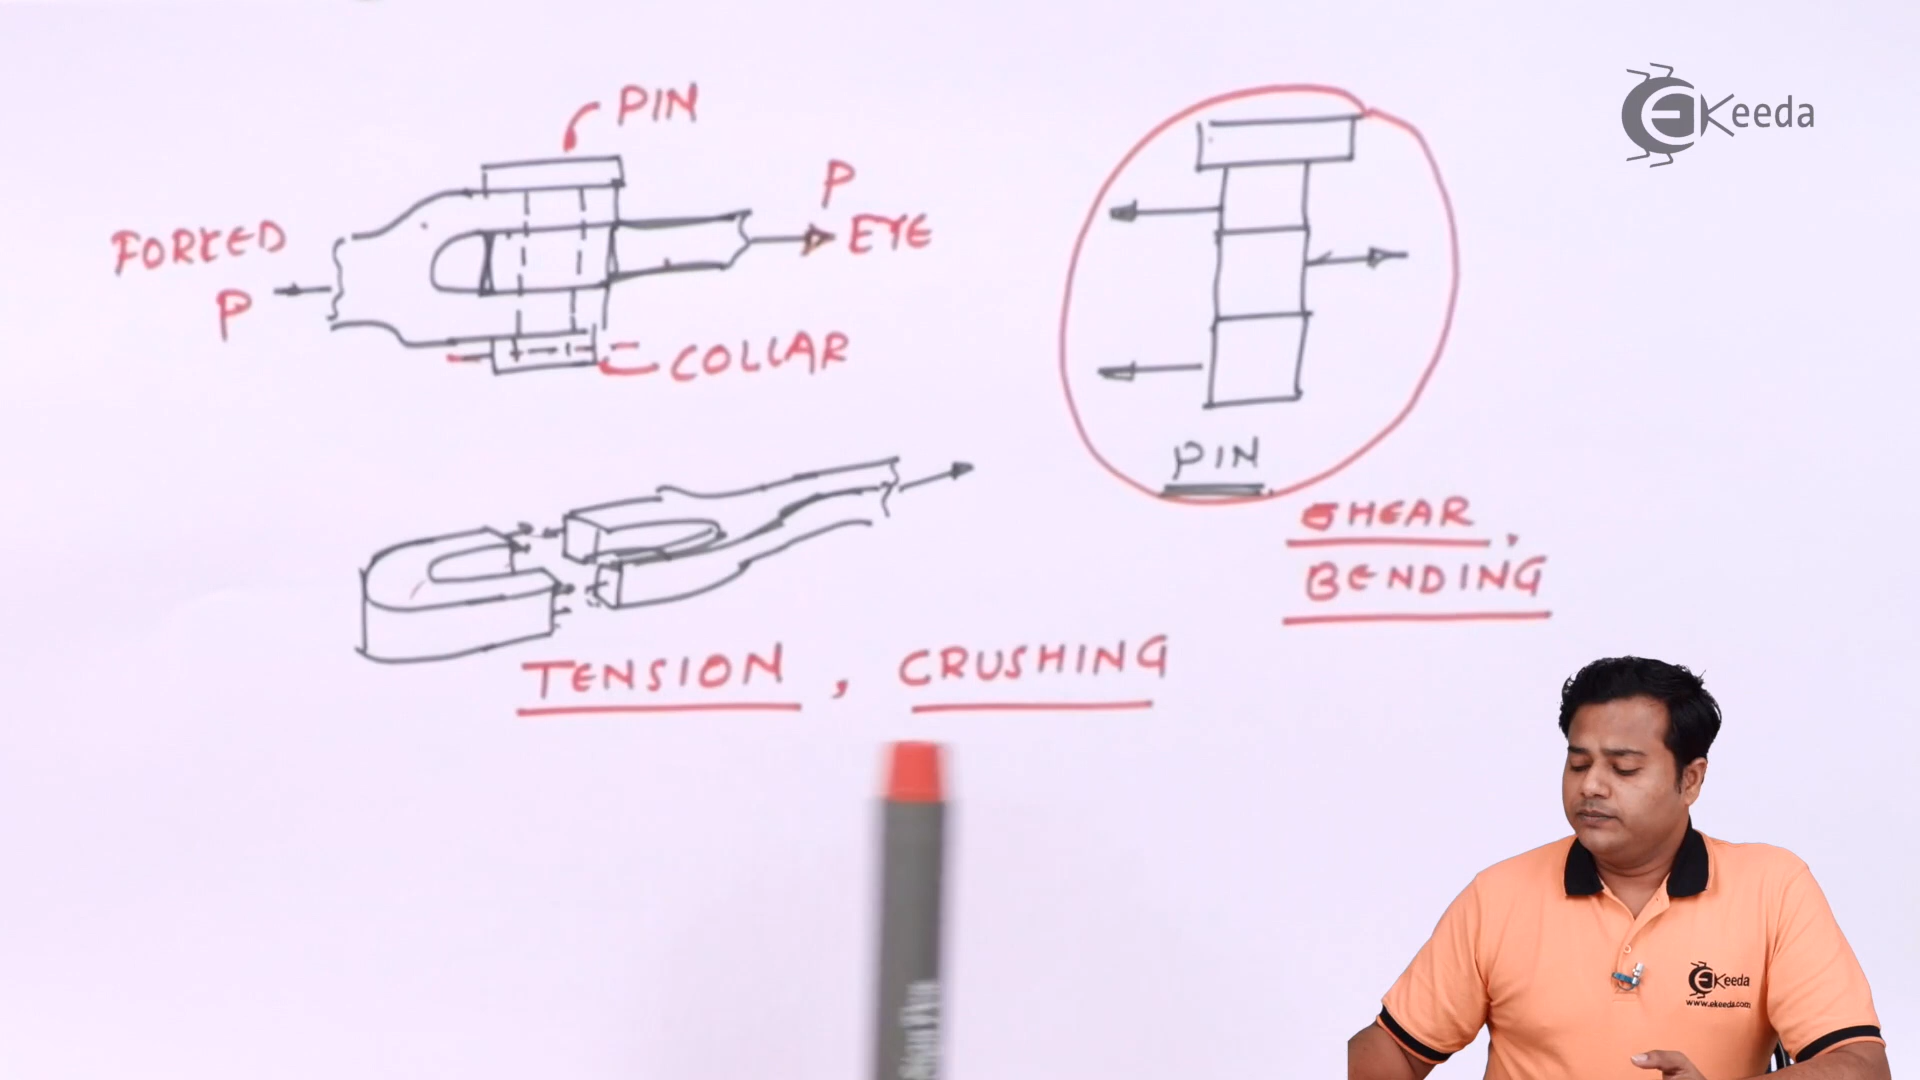 PIN
P
FORKED
EYE
P
COLLAR
PIN
SHEAR,
BENDING
TENSION, CRUSHING
EKeeda
EKeeda
www.ekeeda.com